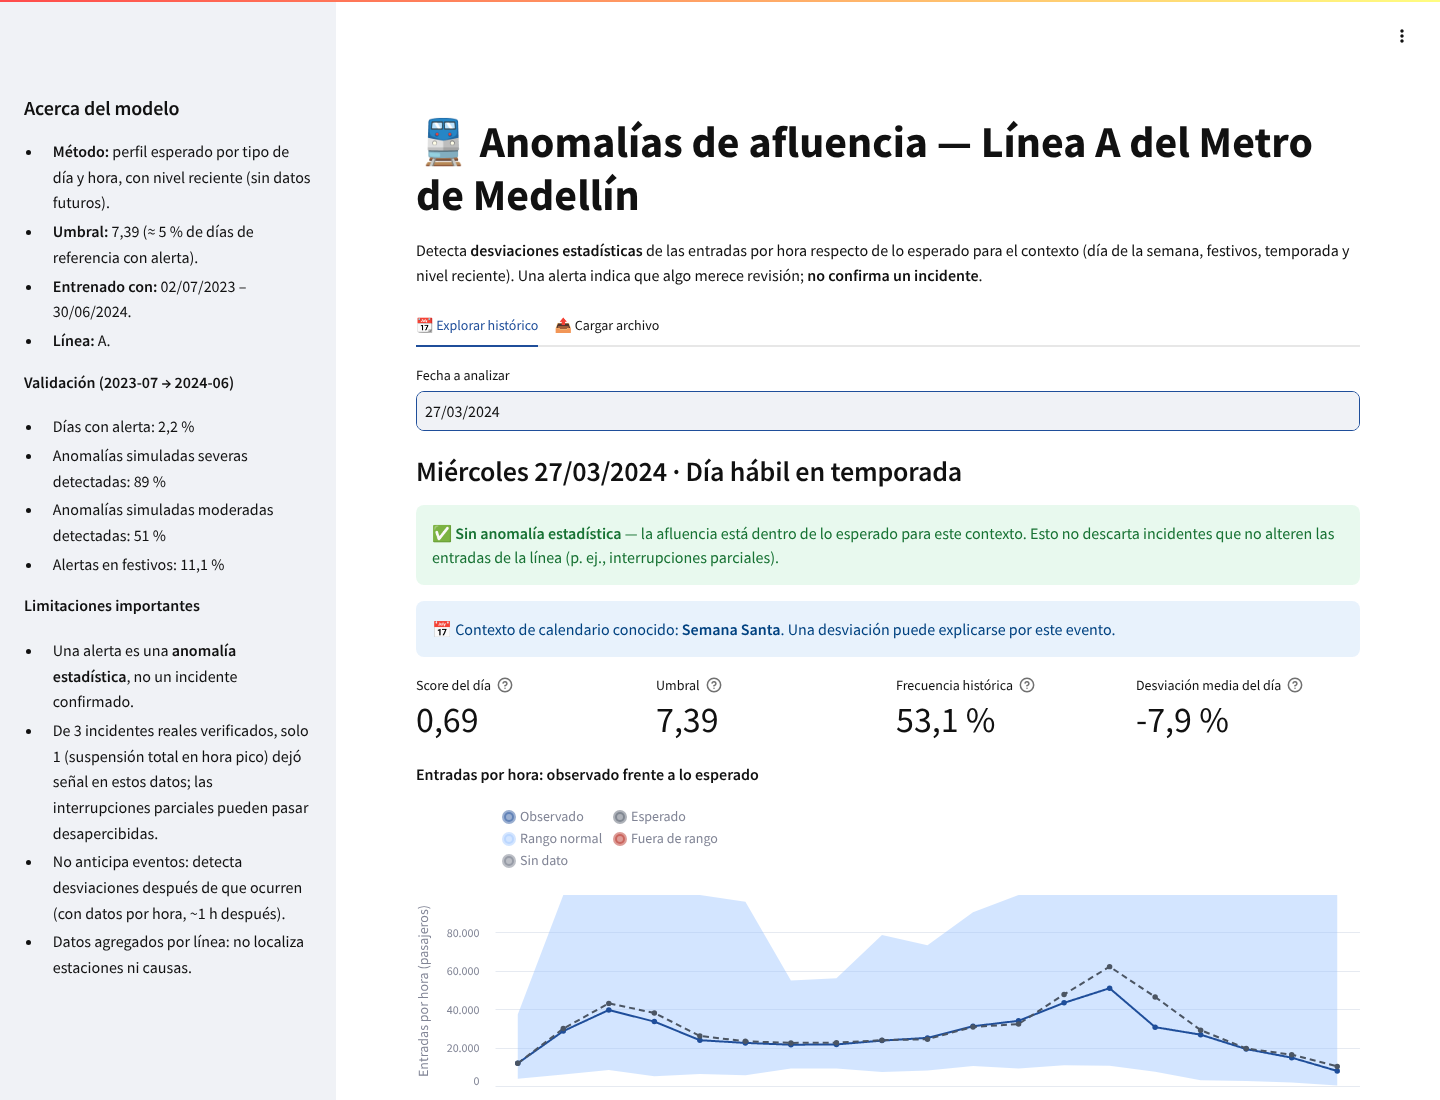 Acerca del modelo
Método: perfil esperado por tipo de
día y hora, con nivel reciente (sin datos
futuros).
Umbral: 7,39 (≈ 5 % de días de
referencia con alerta).
Entrenado con: 02/07/2023 –
30/06/2024.
Línea: A.
Validación (2023-07 → 2024-06)
Días con alerta: 2,2 %
Anomalías simuladas severas
detectadas: 89 %
Anomalías simuladas moderadas
detectadas: 51 %
Alertas en festivos: 11,1 %
Limitaciones importantes
Una alerta es una anomalía
estadística, no un incidente
confirmado.
De 3 incidentes reales verificados, solo
1 (suspensión total en hora pico) dejó
señal en estos datos; las
interrupciones parciales pueden pasar
desapercibidas.
No anticipa eventos: detecta
desviaciones después de que ocurren
(con datos por hora, ~1 h después).
Datos agregados por línea: no localiza
estaciones ni causas.
Anomalías de afluencia — Línea A del Metro
de Medellín
Detecta desviaciones estadísticas de las entradas por hora respecto de lo esperado para el contexto (día de la semana, festivos, temporada y
nivel reciente). Una alerta indica que algo merece revisión; no confirma un incidente.
Explorar histórico
Cargar archivo
Fecha a analizar
27/03/2024
Miércoles 27/03/2024 · Día hábil en temporada
Sin anomalía estadística — la afluencia está dentro de lo esperado para este contexto. Esto no descarta incidentes que no alteren las
entradas de la línea (p. ej., interrupciones parciales).
Contexto de calendario conocido: Semana Santa. Una desviación puede explicarse por este evento.
Score del día
0,69
Umbral
7,39
Frecuencia histórica
53,1 %
Desviación media del día
-7,9 %
Entradas por hora: observado frente a lo esperado
Observado
Esperado
Rango normal
Fuera de rango
Sin dato
Entradas por hora (pasajeros)
80.000
60.000
40.000
20.000
0